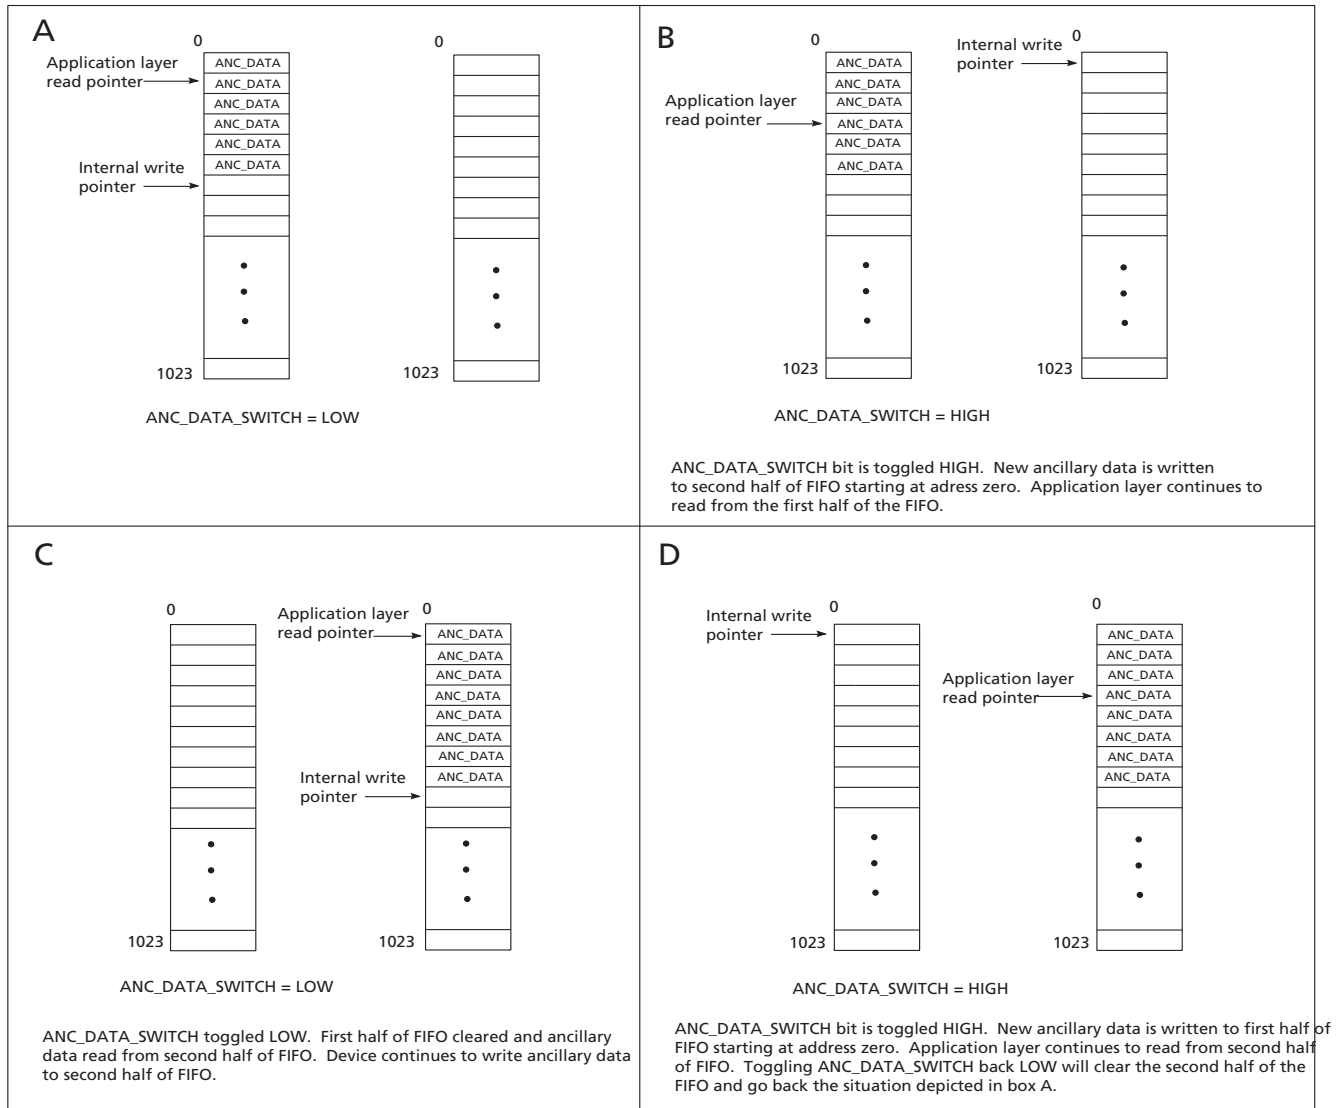 A
0
0
Application layer
read pointer
ANC_DATA
ANC_DATA
ANC_DATA
ANC_DATA
ANC_DATA
ANC_DATA
Internal write
pointer
1023
1023
ANC_DATA_SWITCH = LOW
B
0
0
Internal write
pointer
Application layer
read pointer
ANC_DATA
ANC_DATA
ANC_DATA
ANC_DATA
ANC_DATA
ANC_DATA
1023
1023
ANC_DATA_SWITCH = HIGH
ANC_DATA_SWITCH bit is toggled HIGH.  New ancillary data is written
to second half of FIFO starting at adress zero.  Application layer continues to
read from the first half of the FIFO.
C
0
0
Application layer
read pointer
ANC_DATA
ANC_DATA
ANC_DATA
ANC_DATA
ANC_DATA
ANC_DATA
ANC_DATA
ANC_DATA
Internal write
pointer
1023
1023
ANC_DATA_SWITCH = LOW
ANC_DATA_SWITCH toggled LOW.  First half of FIFO cleared and ancillary
data read from second half of FIFO.  Device continues to write ancillary data
to second half of FIFO.
D
0
0
Internal write
pointer
Application layer
read pointer
ANC_DATA
ANC_DATA
ANC_DATA
ANC_DATA
ANC_DATA
ANC_DATA
ANC_DATA
ANC_DATA
1023
1023
ANC_DATA_SWITCH = HIGH
ANC_DATA_SWITCH bit is toggled HIGH.  New ancillary data is written to first half of
FIFO starting at address zero.  Application layer continues to read from second half
of FIFO.  Toggling ANC_DATA_SWITCH back LOW will clear the second half of the
FIFO and go back the situation depicted in box A.